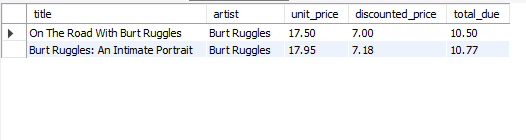 title artist unit_price discounted_price total_due
On The Road With Burt Ruggles Burt Ruggles 17.50 7.00 10.50
Burt Ruggles: An Intimate Portrait Burt Ruggles 17.95 7.18 10.77